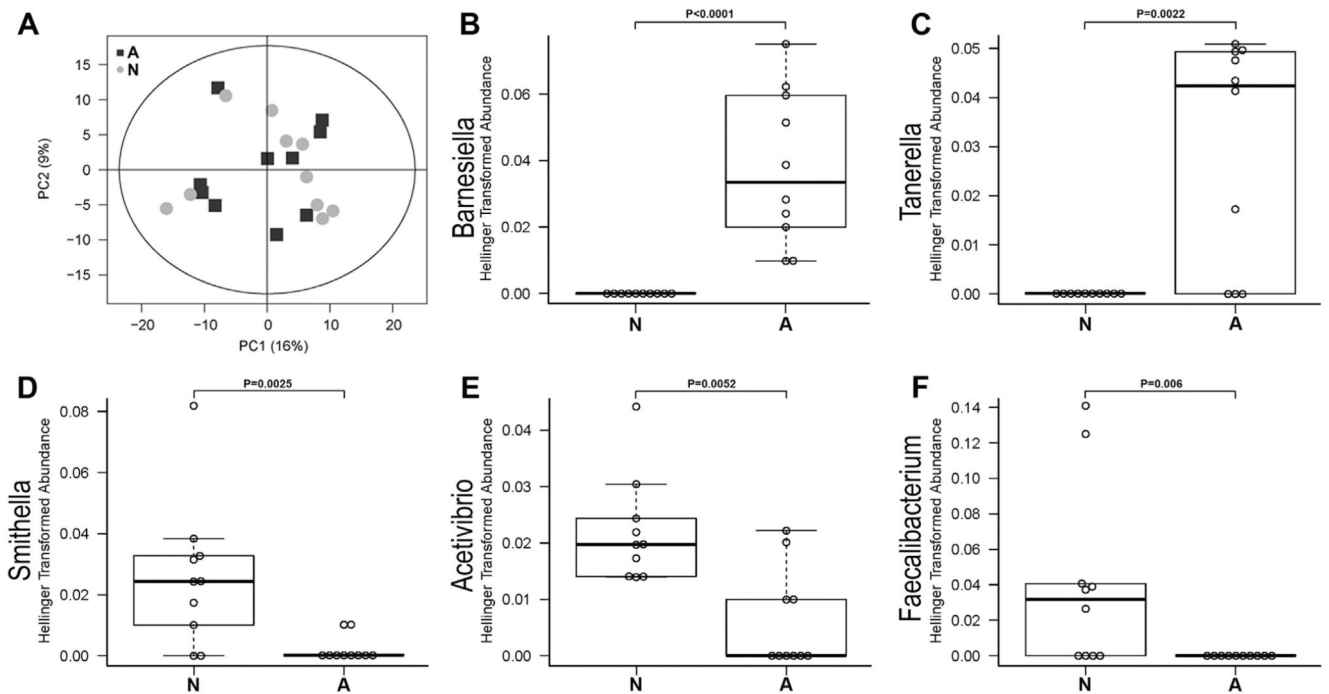 A
A
N
15
10
5
0
−5
−10
−15
PC2 (9%)
−20
−10
0
10
20
PC1 (16%)
B
P<0.0001
Barnesiella
Hellinger Transformed Abundance
0.06
0.04
0.02
0.00
N
A
C
P=0.0022
Tanerella
Hellinger Transformed Abundance
0.05
0.04
0.03
0.02
0.01
0.00
N
A
D
P=0.0025
Smithella
Hellinger Transformed Abundance
0.08
0.06
0.04
0.02
0.00
N
A
E
P=0.0052
Acetivibrio
Hellinger Transformed Abundance
0.04
0.03
0.02
0.01
0.00
N
A
F
P=0.006
Faecalibacterium
Hellinger Transformed Abundance
0.14
0.12
0.10
0.08
0.06
0.04
0.02
0.00
N
A